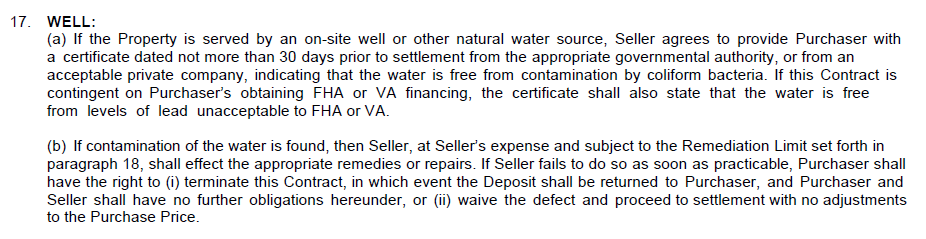 17. WELL:
(a) If the Property is served by an on-site well or other natural water source, Seller agrees to provide Purchaser with
a certificate dated not more than 30 days prior to settlement from the appropriate governmental authority, or from an
acceptable private company, indicating that the water is free from contamination by coliform bacteria. If this Contract is
contingent on Purchaser's obtaining FHA or VA financing, the certificate shall also state that the water is free
from levels of lead unacceptable to FHA or VA.
(b) If contamination of the water is found, then Seller, at Seller's expense and subject to the Remediation Limit set forth in
paragraph 18, shall effect the appropriate remedies or repairs. If Seller fails to do so as soon as practicable, Purchaser shall
have the right to (i) terminate this Contract, in which event the Deposit shall be returned to Purchaser, and Purchaser and
Seller shall have no further obligations hereunder, or (ii) waive the defect and proceed to settlement with no adjustments
to the Purchase Price.